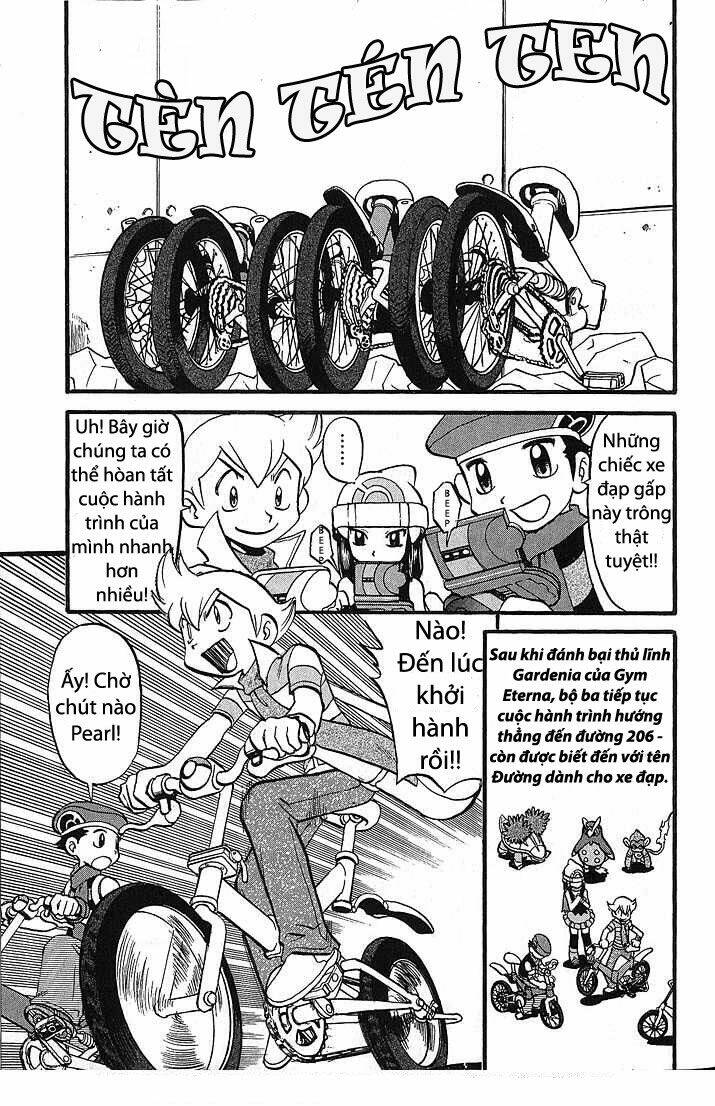 TÈN TÉN TEN
Những
chiếc xe
đạp gấp
này trông
thật
tuyệt!!
BEEP
......
BEEP
Uh! Bây giờ
chúng ta có
thể hòan tất
cuộc hành
trình của
mình nhanh
hơn
nhiều!
Sau khi đánh bại thủ lĩnh
Gardenia của Gym
Eterna, bộ ba tiếp tục
cuộc hành trình hướng
thẳng đến đường 206 -
còn được biết đến với tên
Đường dành cho xe đạp.
Nào!
Đến lúc
khởi
hành
rồi!!
Ấy! Chờ
chút nào
Pearl!